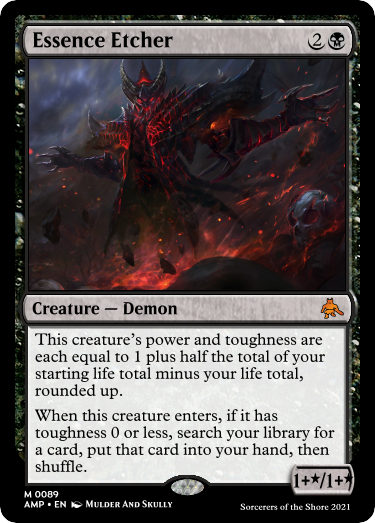 Essence Etcher 2
Creature — Demon
This creature's power and toughness are
each equal to 1 plus half the total of your
starting life total minus your life total,
rounded up.
When this creature enters, if it has
toughness 0 or less, search your library for
a card, put that card into your hand, then
shuffle.
1+★/1+★
M 0089
AMP • EN Mulder And Skully
Sorcerers of the Shore 2021